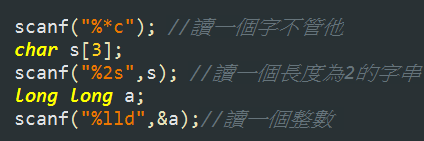 scanf("%*c"); //讀一個字不管他
char s[3];
scanf("%2s",s); //讀一個長度為2的字串
long long a;
scanf("%lld",&a);//讀一個整數